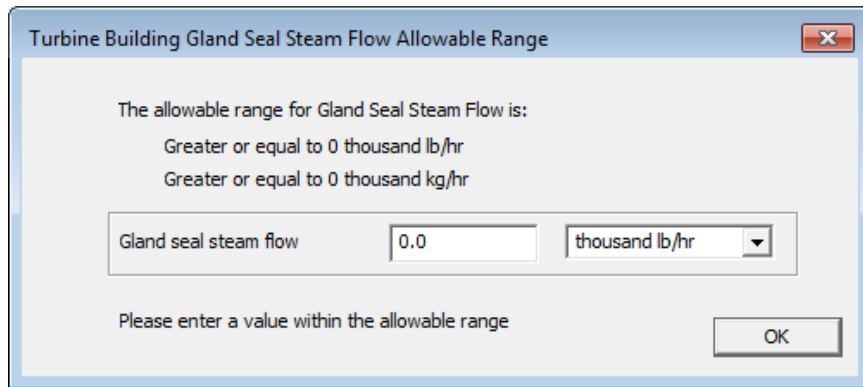 Turbine Building Gland Seal Steam Flow Allowable Range
The allowable range for Gland Seal Steam Flow is:
Greater or equal to 0 thousand lb/hr
Greater or equal to 0 thousand kg/hr
Gland seal steam flow 0.0 thousand lb/hr
Please enter a value within the allowable range
OK